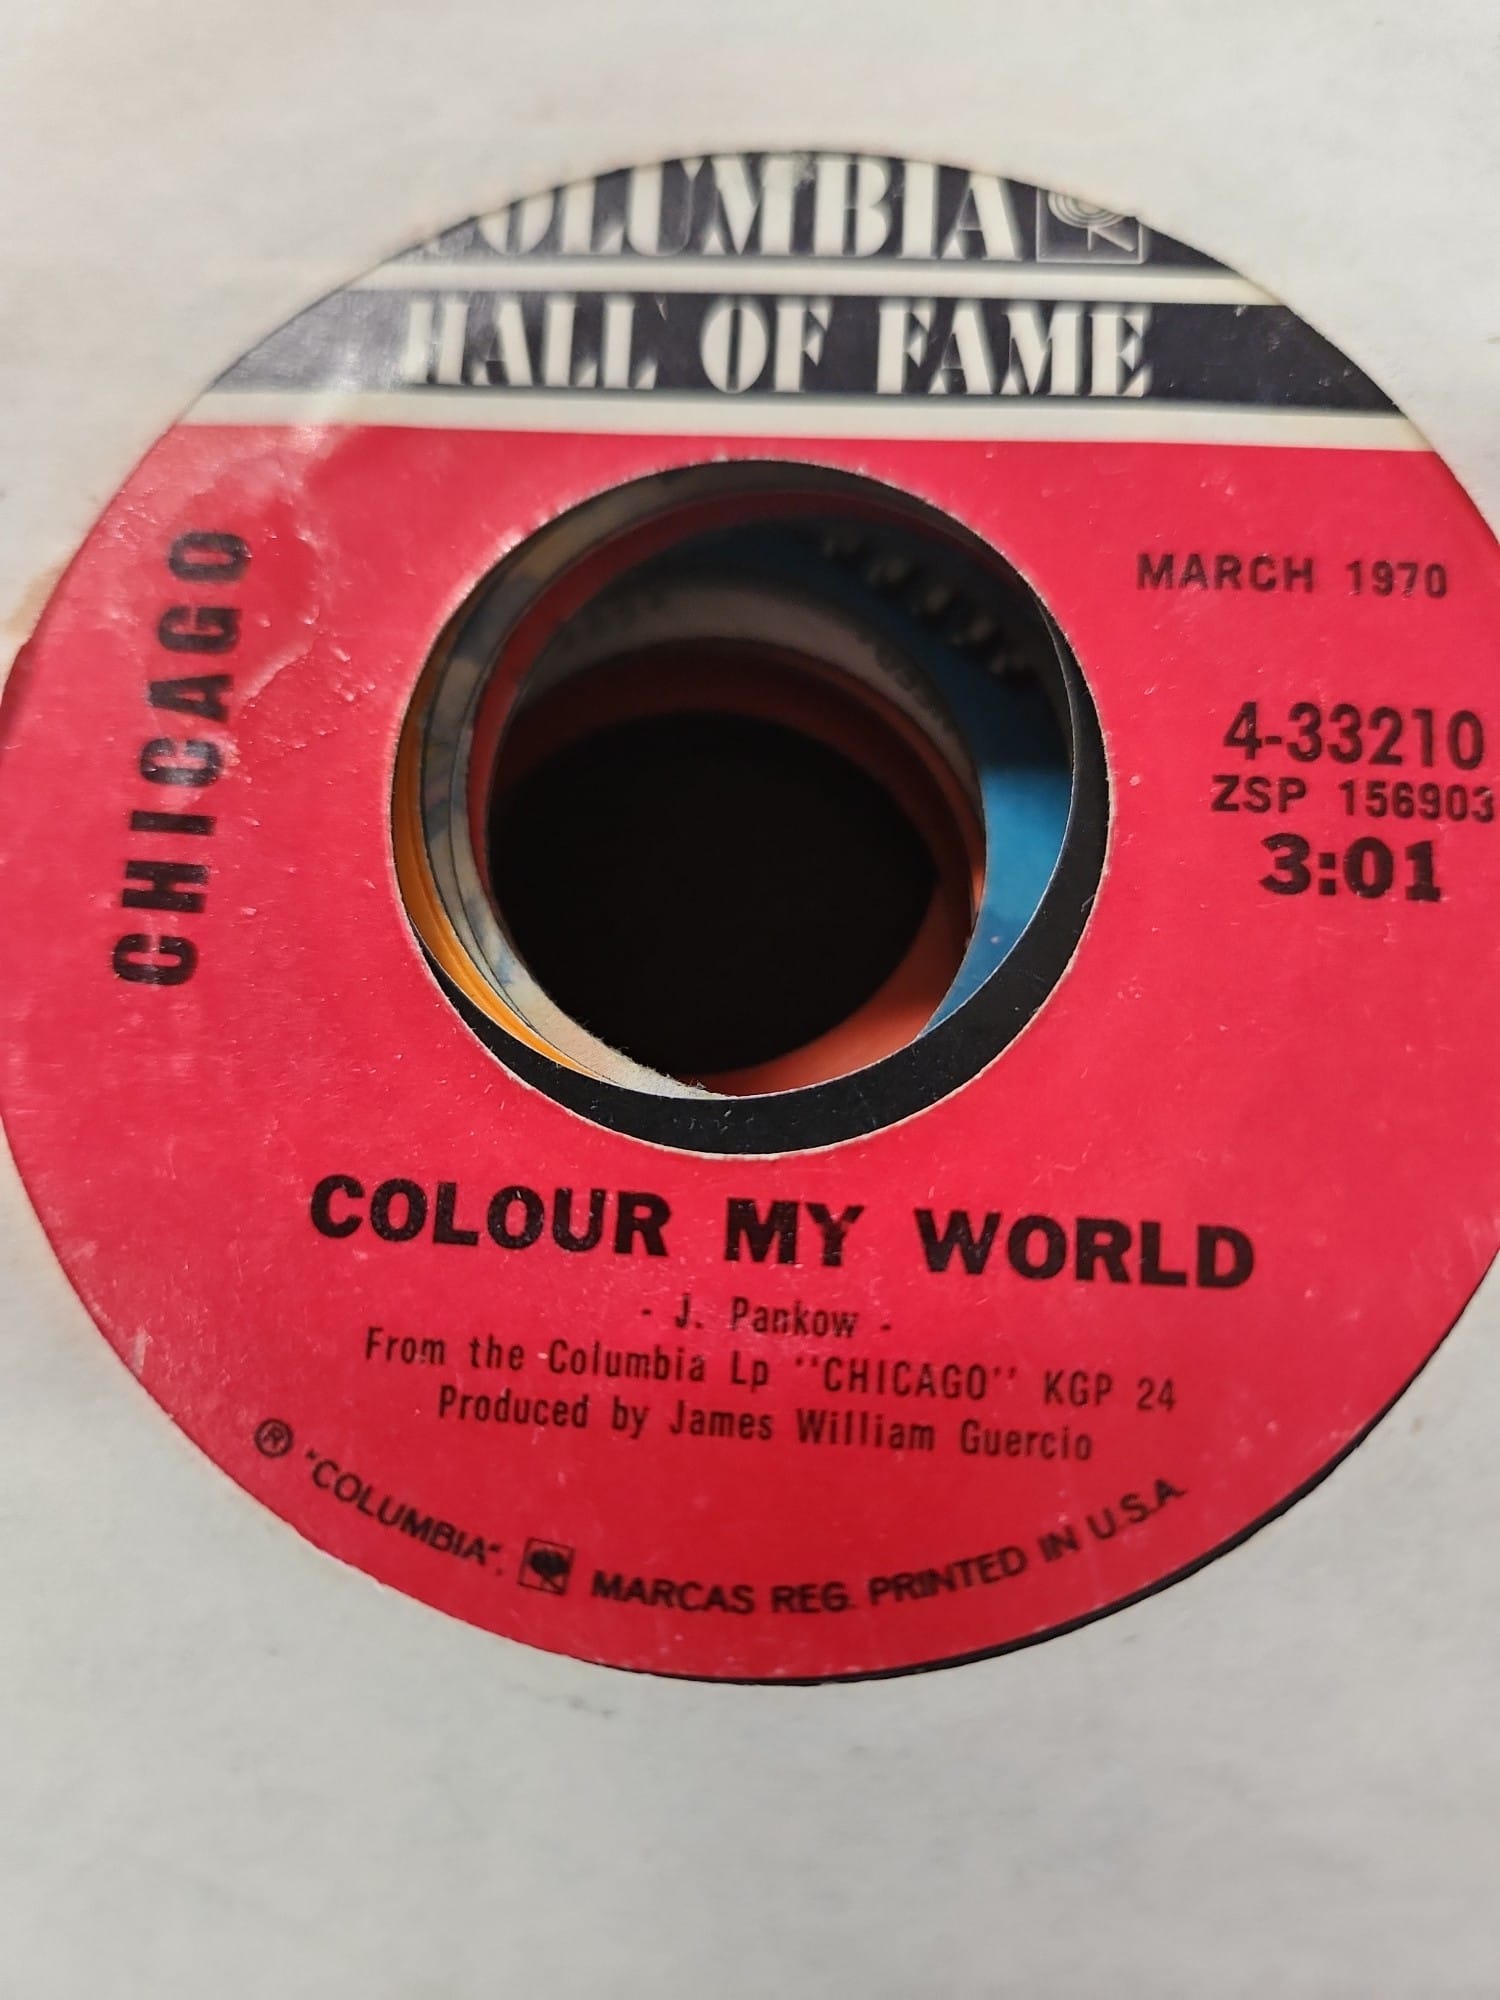 COLUMBIA
HALL OF FAME
CHICAGO
MARCH 1970
4-33210
ZSP 156903
3:01
COLOUR MY WORLD
- J. Pankow -
From the Columbia Lp "CHICAGO" KGP 24
Produced by James William Guercio
® "COLUMBIA", MARCAS REG. PRINTED IN U.S.A.